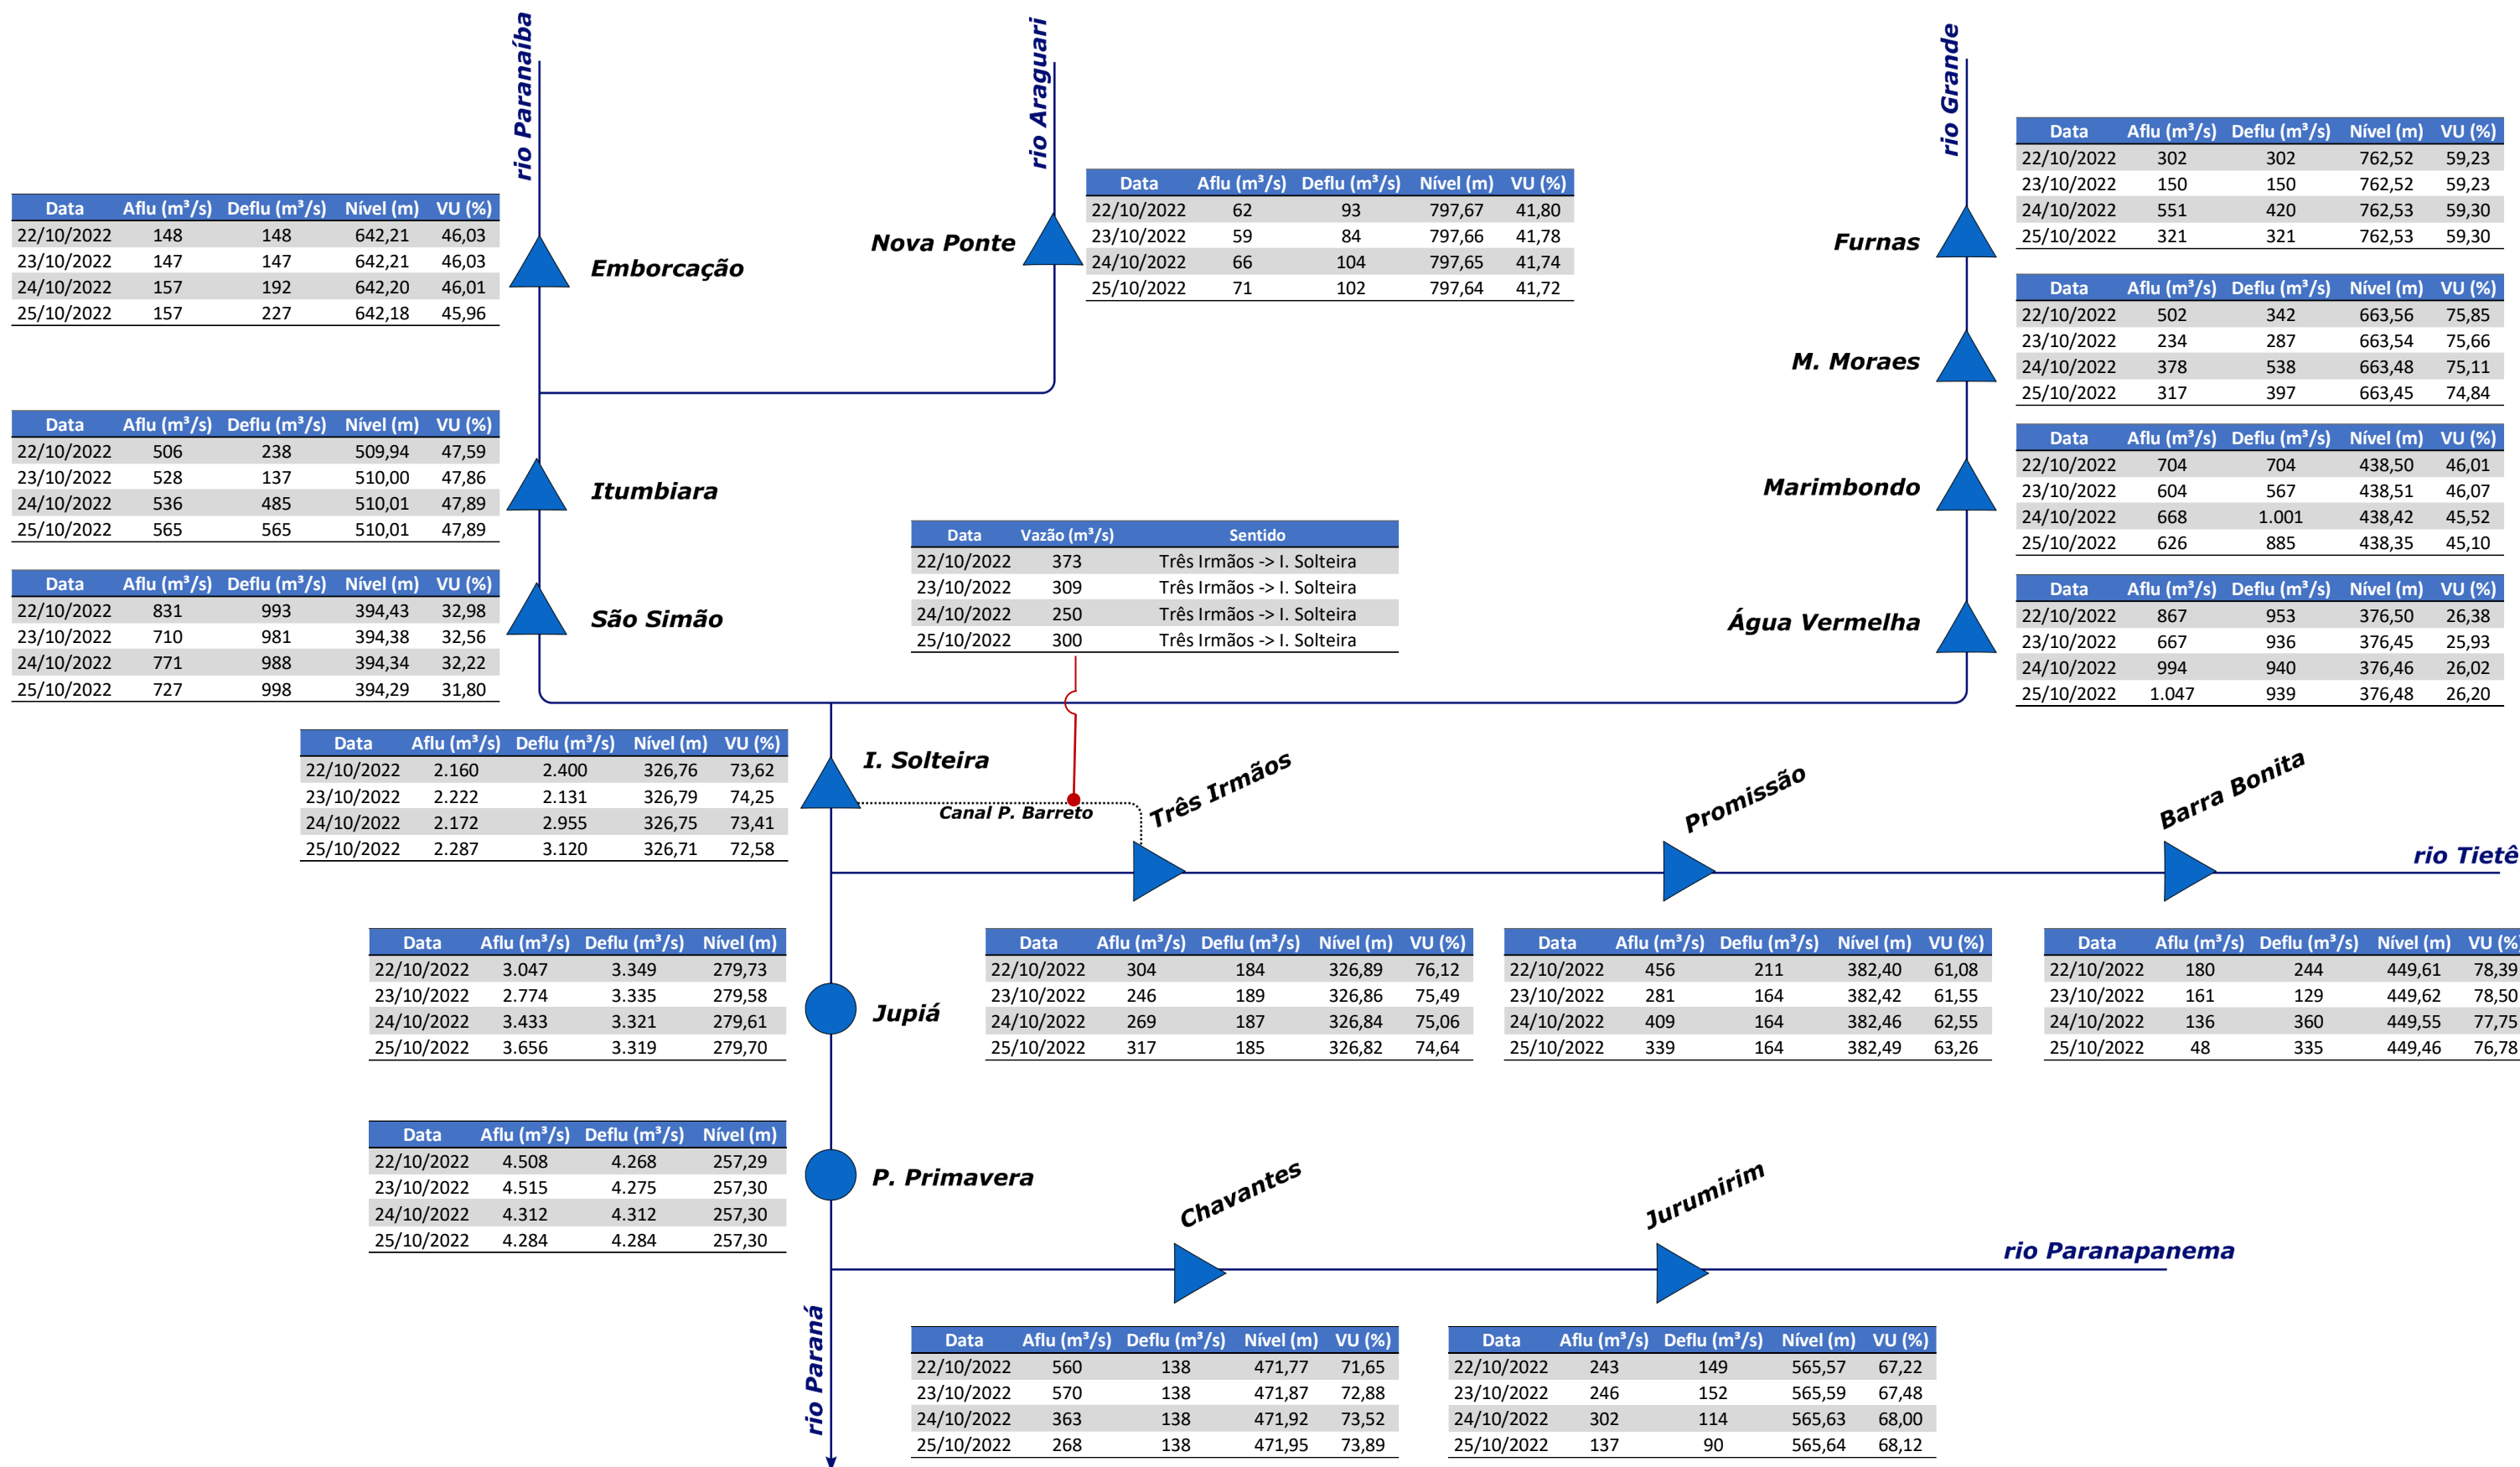 rio Paranaíba
rio Araguari
rio Grande
Data Aflu (m³/s) Deflu (m³/s) Nível (m) VU (%)
22/10/2022 302 302 762,52 59,23
23/10/2022 150 150 762,52 59,23
24/10/2022 551 420 762,53 59,30
25/10/2022 321 321 762,53 59,30
Furnas
Data Aflu (m³/s) Deflu (m³/s) Nível (m) VU (%)
22/10/2022 62 93 797,67 41,80
23/10/2022 59 84 797,66 41,78
24/10/2022 66 104 797,65 41,74
25/10/2022 71 102 797,64 41,72
Nova Ponte
Data Aflu (m³/s) Deflu (m³/s) Nível (m) VU (%)
22/10/2022 148 148 642,21 46,03
23/10/2022 147 147 642,21 46,03
24/10/2022 157 192 642,20 46,01
25/10/2022 157 227 642,18 45,96
Emborcação
Data Aflu (m³/s) Deflu (m³/s) Nível (m) VU (%)
22/10/2022 502 342 663,56 75,85
23/10/2022 234 287 663,54 75,66
24/10/2022 378 538 663,48 75,11
25/10/2022 317 397 663,45 74,84
M. Moraes
Data Aflu (m³/s) Deflu (m³/s) Nível (m) VU (%)
22/10/2022 506 238 509,94 47,59
23/10/2022 528 137 510,00 47,86
24/10/2022 536 485 510,01 47,89
25/10/2022 565 565 510,01 47,89
Itumbiara
Data Aflu (m³/s) Deflu (m³/s) Nível (m) VU (%)
22/10/2022 704 704 438,50 46,01
23/10/2022 604 567 438,51 46,07
24/10/2022 668 1.001 438,42 45,52
25/10/2022 626 885 438,35 45,10
Marimbondo
Data Vazão (m³/s) Sentido
22/10/2022 373 Três Irmãos -> I. Solteira
23/10/2022 309 Três Irmãos -> I. Solteira
24/10/2022 250 Três Irmãos -> I. Solteira
25/10/2022 300 Três Irmãos -> I. Solteira
Data Aflu (m³/s) Deflu (m³/s) Nível (m) VU (%)
22/10/2022 831 993 394,43 32,98
23/10/2022 710 981 394,38 32,56
24/10/2022 771 988 394,34 32,22
25/10/2022 727 998 394,29 31,80
São Simão
Data Aflu (m³/s) Deflu (m³/s) Nível (m) VU (%)
22/10/2022 867 953 376,50 26,38
23/10/2022 667 936 376,45 25,93
24/10/2022 994 940 376,46 26,02
25/10/2022 1.047 939 376,48 26,20
Água Vermelha
Data Aflu (m³/s) Deflu (m³/s) Nível (m) VU (%)
22/10/2022 2.160 2.400 326,76 73,62
23/10/2022 2.222 2.131 326,79 74,25
24/10/2022 2.172 2.955 326,75 73,41
25/10/2022 2.287 3.120 326,71 72,58
I. Solteira
Canal P. Barreto
Três Irmãos
Promissão
Barra Bonita
rio Tietê
Data Aflu (m³/s) Deflu (m³/s) Nível (m)
22/10/2022 3.047 3.349 279,73
23/10/2022 2.774 3.335 279,58
24/10/2022 3.433 3.321 279,61
25/10/2022 3.656 3.319 279,70
Jupiá
Data Aflu (m³/s) Deflu (m³/s) Nível (m) VU (%)
22/10/2022 304 184 326,89 76,12
23/10/2022 246 189 326,86 75,49
24/10/2022 269 187 326,84 75,06
25/10/2022 317 185 326,82 74,64
Data Aflu (m³/s) Deflu (m³/s) Nível (m) VU (%)
22/10/2022 456 211 382,40 61,08
23/10/2022 281 164 382,42 61,55
24/10/2022 409 164 382,46 62,55
25/10/2022 339 164 382,49 63,26
Data Aflu (m³/s) Deflu (m³/s) Nível (m) VU (%)
22/10/2022 180 244 449,61 78,39
23/10/2022 161 129 449,62 78,50
24/10/2022 136 360 449,55 77,75
25/10/2022 48 335 449,46 76,78
Data Aflu (m³/s) Deflu (m³/s) Nível (m)
22/10/2022 4.508 4.268 257,29
23/10/2022 4.515 4.275 257,30
24/10/2022 4.312 4.312 257,30
25/10/2022 4.284 4.284 257,30
P. Primavera
Chavantes
Jurumirim
rio Paranapanema
rio Paraná
Data Aflu (m³/s) Deflu (m³/s) Nível (m) VU (%)
22/10/2022 560 138 471,77 71,65
23/10/2022 570 138 471,87 72,88
24/10/2022 363 138 471,92 73,52
25/10/2022 268 138 471,95 73,89
Data Aflu (m³/s) Deflu (m³/s) Nível (m) VU (%)
22/10/2022 243 149 565,57 67,22
23/10/2022 246 152 565,59 67,48
24/10/2022 302 114 565,63 68,00
25/10/2022 137 90 565,64 68,12